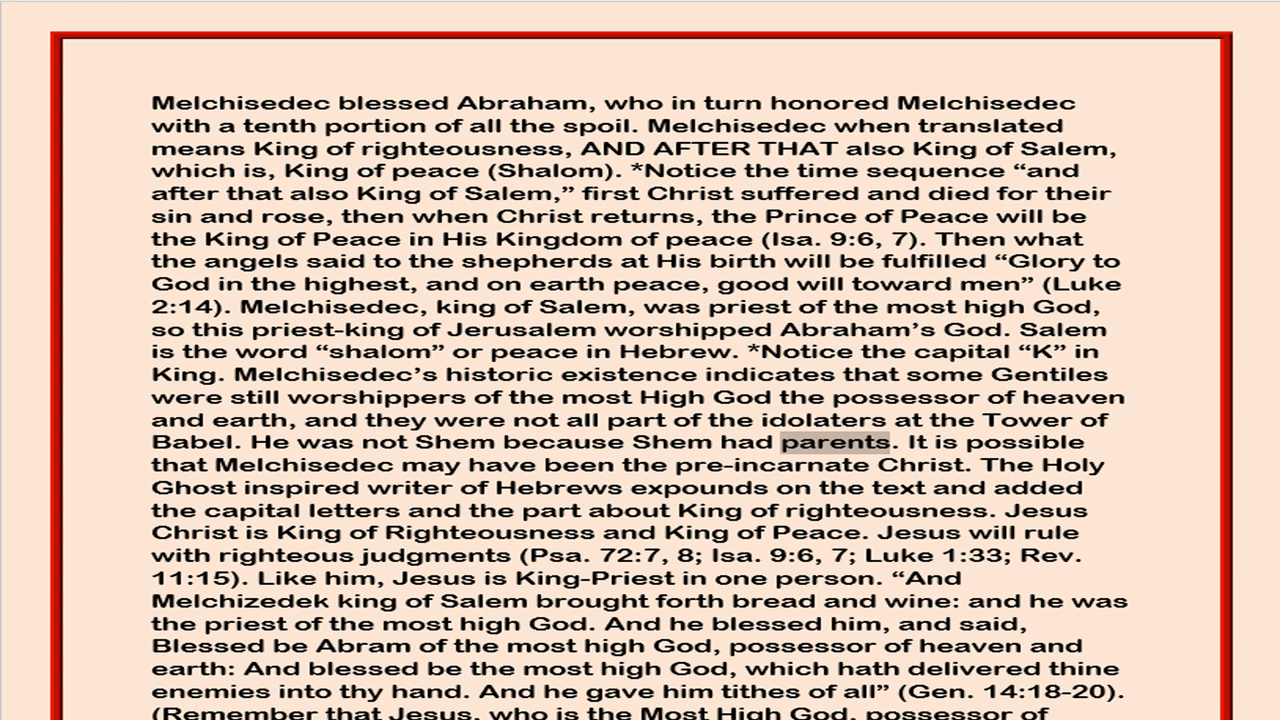 Melchisedec blessed Abraham, who in turn honored Melchisedec
with a tenth portion of all the spoil. Melchisedec when translated
means King of righteousness, AND AFTER THAT also King of Salem,
which is, King of peace (Shalom). *Notice the time sequence “and
after that also King of Salem,” first Christ suffered and died for their
sin and rose, then when Christ returns, the Prince of Peace will be
the King of Peace in His Kingdom of peace (Isa. 9:6, 7). Then what
the angels said to the shepherds at His birth will be fulfilled “Glory to
God in the highest, and on earth peace, good will toward men” (Luke
2:14). Melchisedec, king of Salem, was priest of the most high God,
so this priest-king of Jerusalem worshipped Abraham’s God. Salem
is the word “shalom” or peace in Hebrew. *Notice the capital “K” in
King. Melchisedec’s historic existence indicates that some Gentiles
were still worshippers of the most High God the possessor of heaven
and earth, and they were not all part of the idolaters at the Tower of
Babel. He was not Shem because Shem had parents. It is possible
that Melchisedec may have been the pre-incarnate Christ. The Holy
Ghost inspired writer of Hebrews expounds on the text and added
the capital letters and the part about King of righteousness. Jesus
Christ is King of Righteousness and King of Peace. Jesus will rule
with righteous judgments (Psa. 72:7, 8; Isa. 9:6, 7; Luke 1:33; Rev.
11:15). Like him, Jesus is King-Priest in one person. “And
Melchizedek king of Salem brought forth bread and wine: and he was
the priest of the most high God. And he blessed him, and said,
Blessed be Abram of the most high God, possessor of heaven and
earth: And blessed be the most high God, which hath delivered thine
enemies into thy hand. And he gave him tithes of all” (Gen. 14:18-20).
(Remember that Jesus, who is the Most High God, possessor of